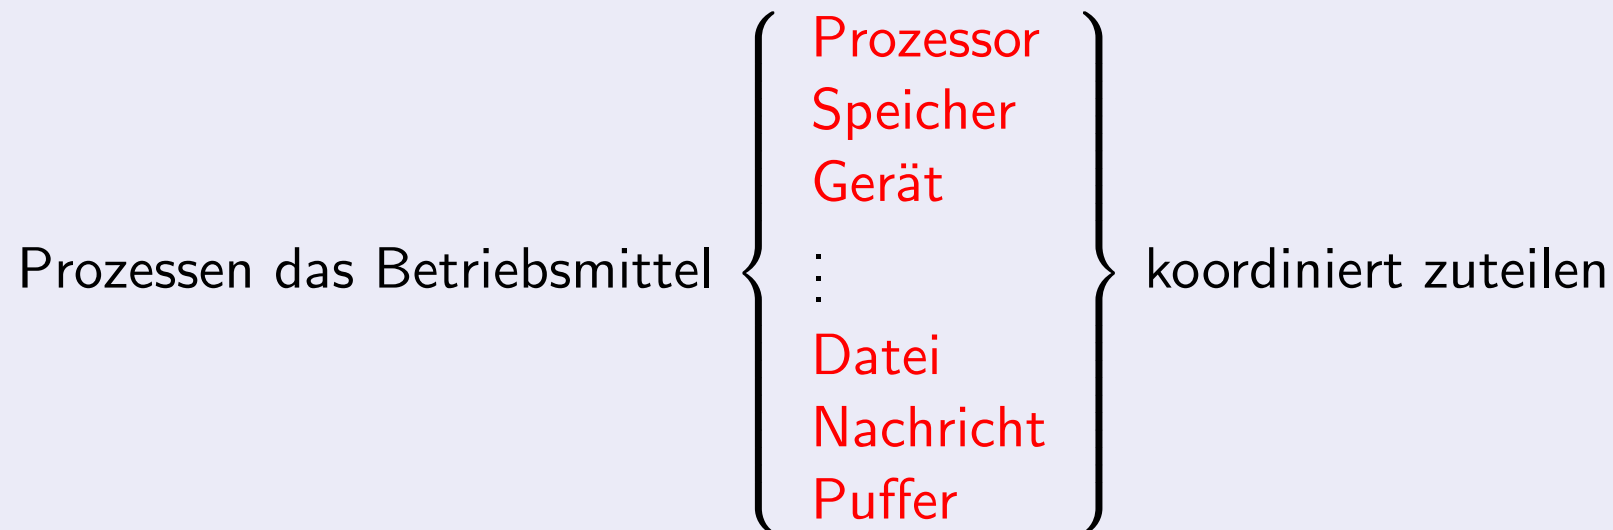 Prozessor
Speicher
Gerät
Prozessen das Betriebsmittel { ⋮ } koordiniert zuteilen
Datei
Nachricht
Puffer